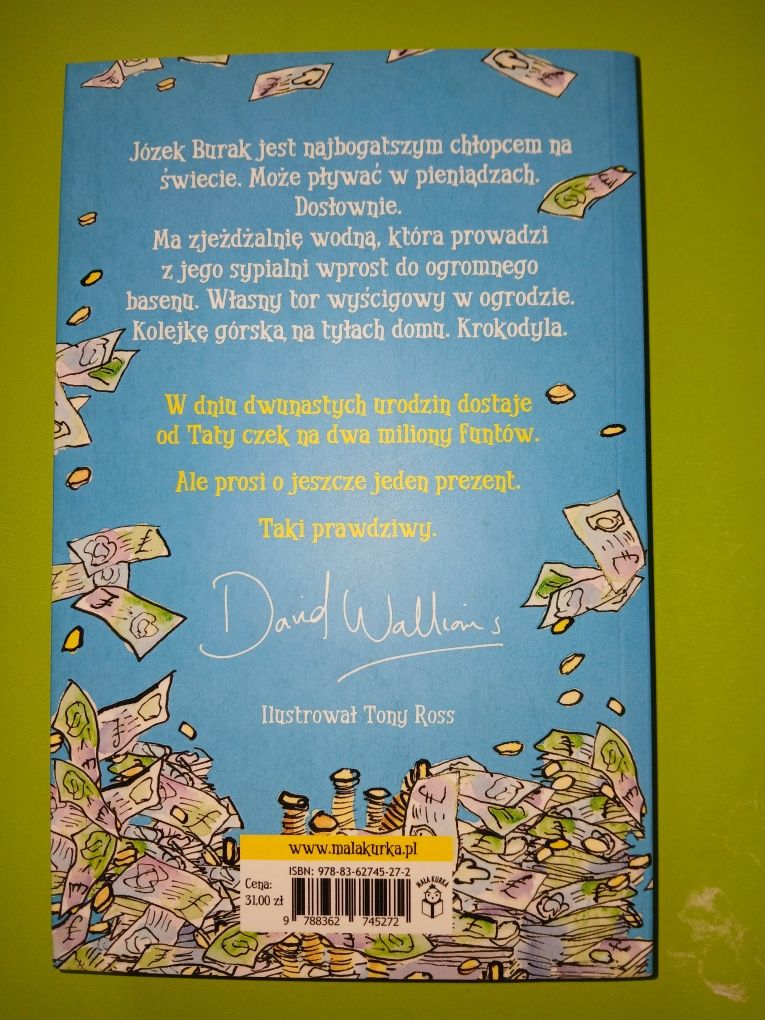 Józek Burak jest najbogatszym chłopcem na
świecie. Może pływać w pieniądzach.
Dosłownie.
Ma zjeżdżalnię wodną, która prowadzi
z jego sypialni wprost do ogromnego
basenu. Własny tor wyścigowy w ogrodzie.
Kolejkę górską na tyłach domu. Krokodyla.
W dniu dwunastych urodzin dostaje
od Taty czek na dwa miliony funtów.
Ale prosi o jeszcze jeden prezent.
Taki prawdziwy.
David Walliams
Ilustrował Tony Ross
www.malakurka.pl
ISBN: 978-83-62745-27-2
Cena:
31,00 zł
9 788362 745272
MAŁA KURKA